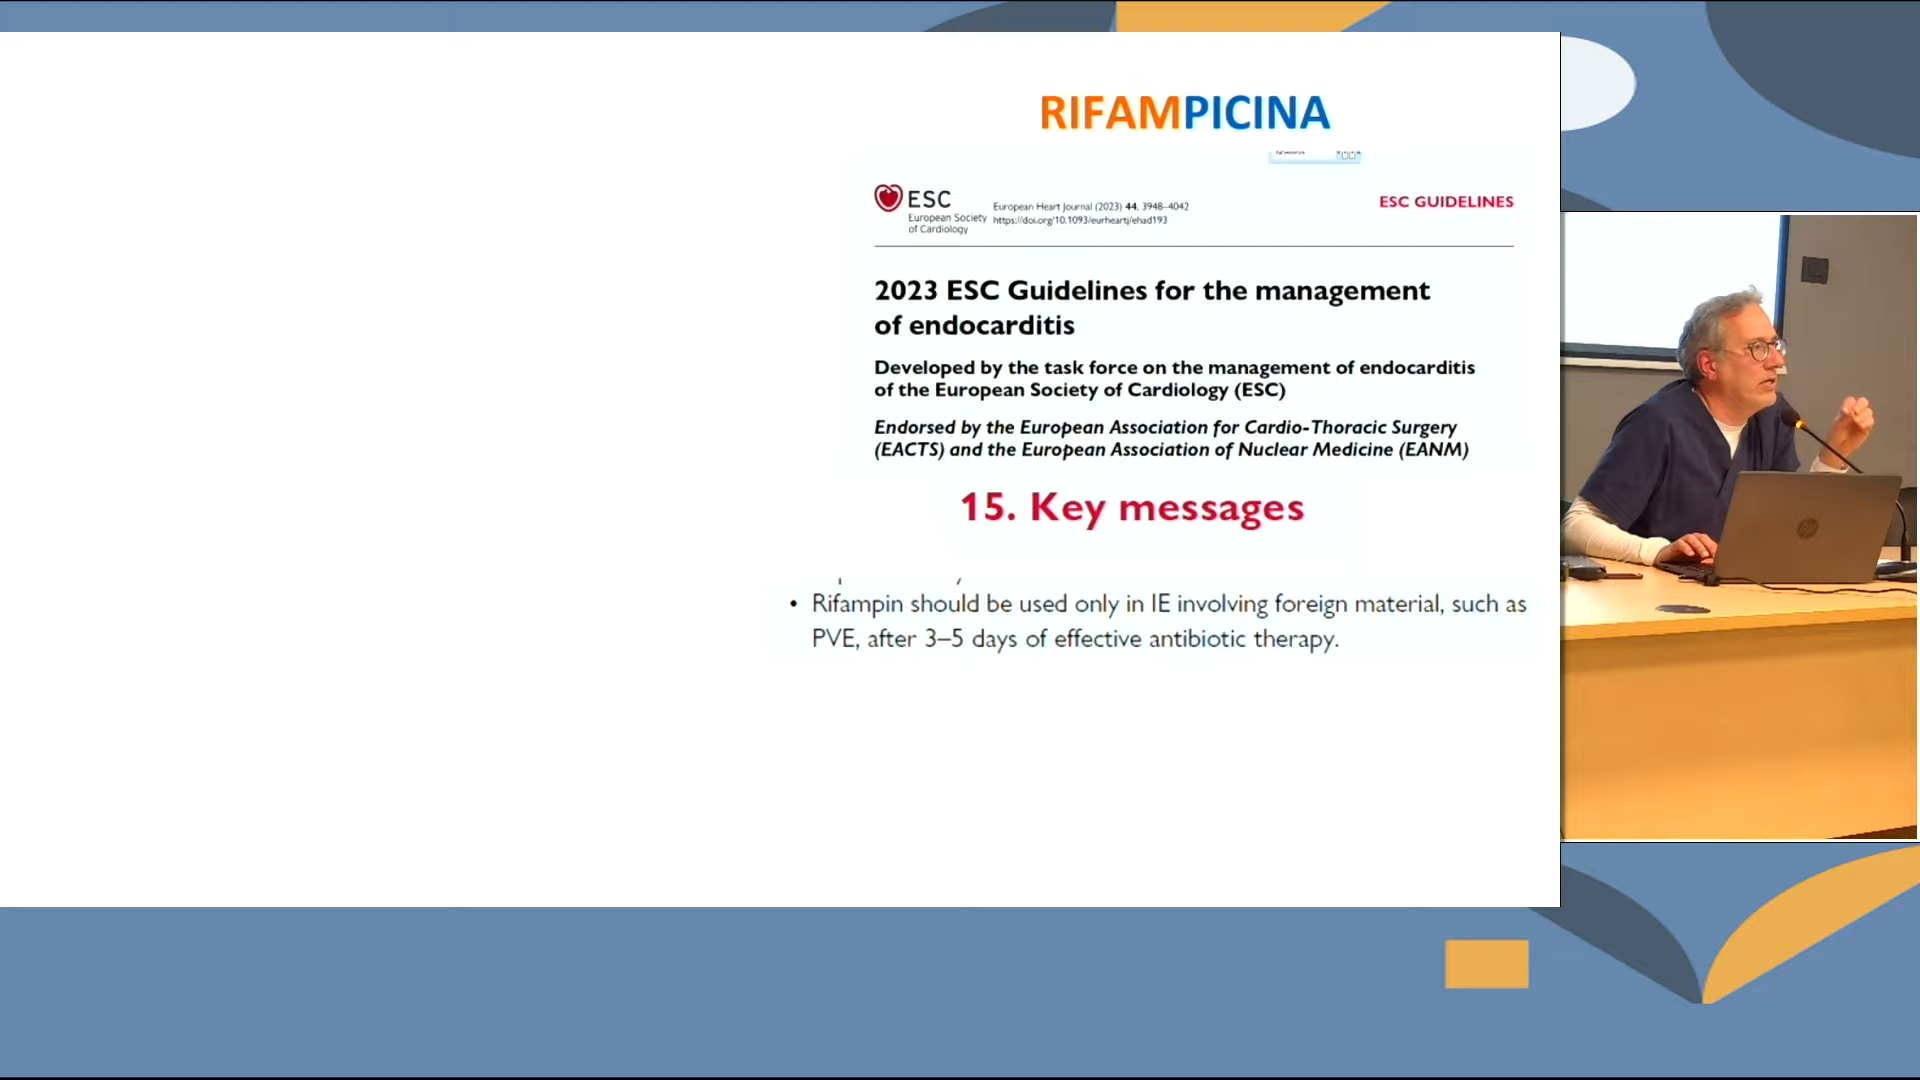 RIFAMPICINA
ESC
European Society
of Cardiology
European Heart Journal (2023) 44, 3948–4042
https://doi.org/10.1093/eurheartj/ehad193
ESC GUIDELINES
2023 ESC Guidelines for the management
of endocarditis
Developed by the task force on the management of endocarditis
of the European Society of Cardiology (ESC)
Endorsed by the European Association for Cardio-Thoracic Surgery
(EACTS) and the European Association of Nuclear Medicine (EANM)
15. Key messages
• Rifampin should be used only in IE involving foreign material, such as
PVE, after 3–5 days of effective antibiotic therapy.
hp